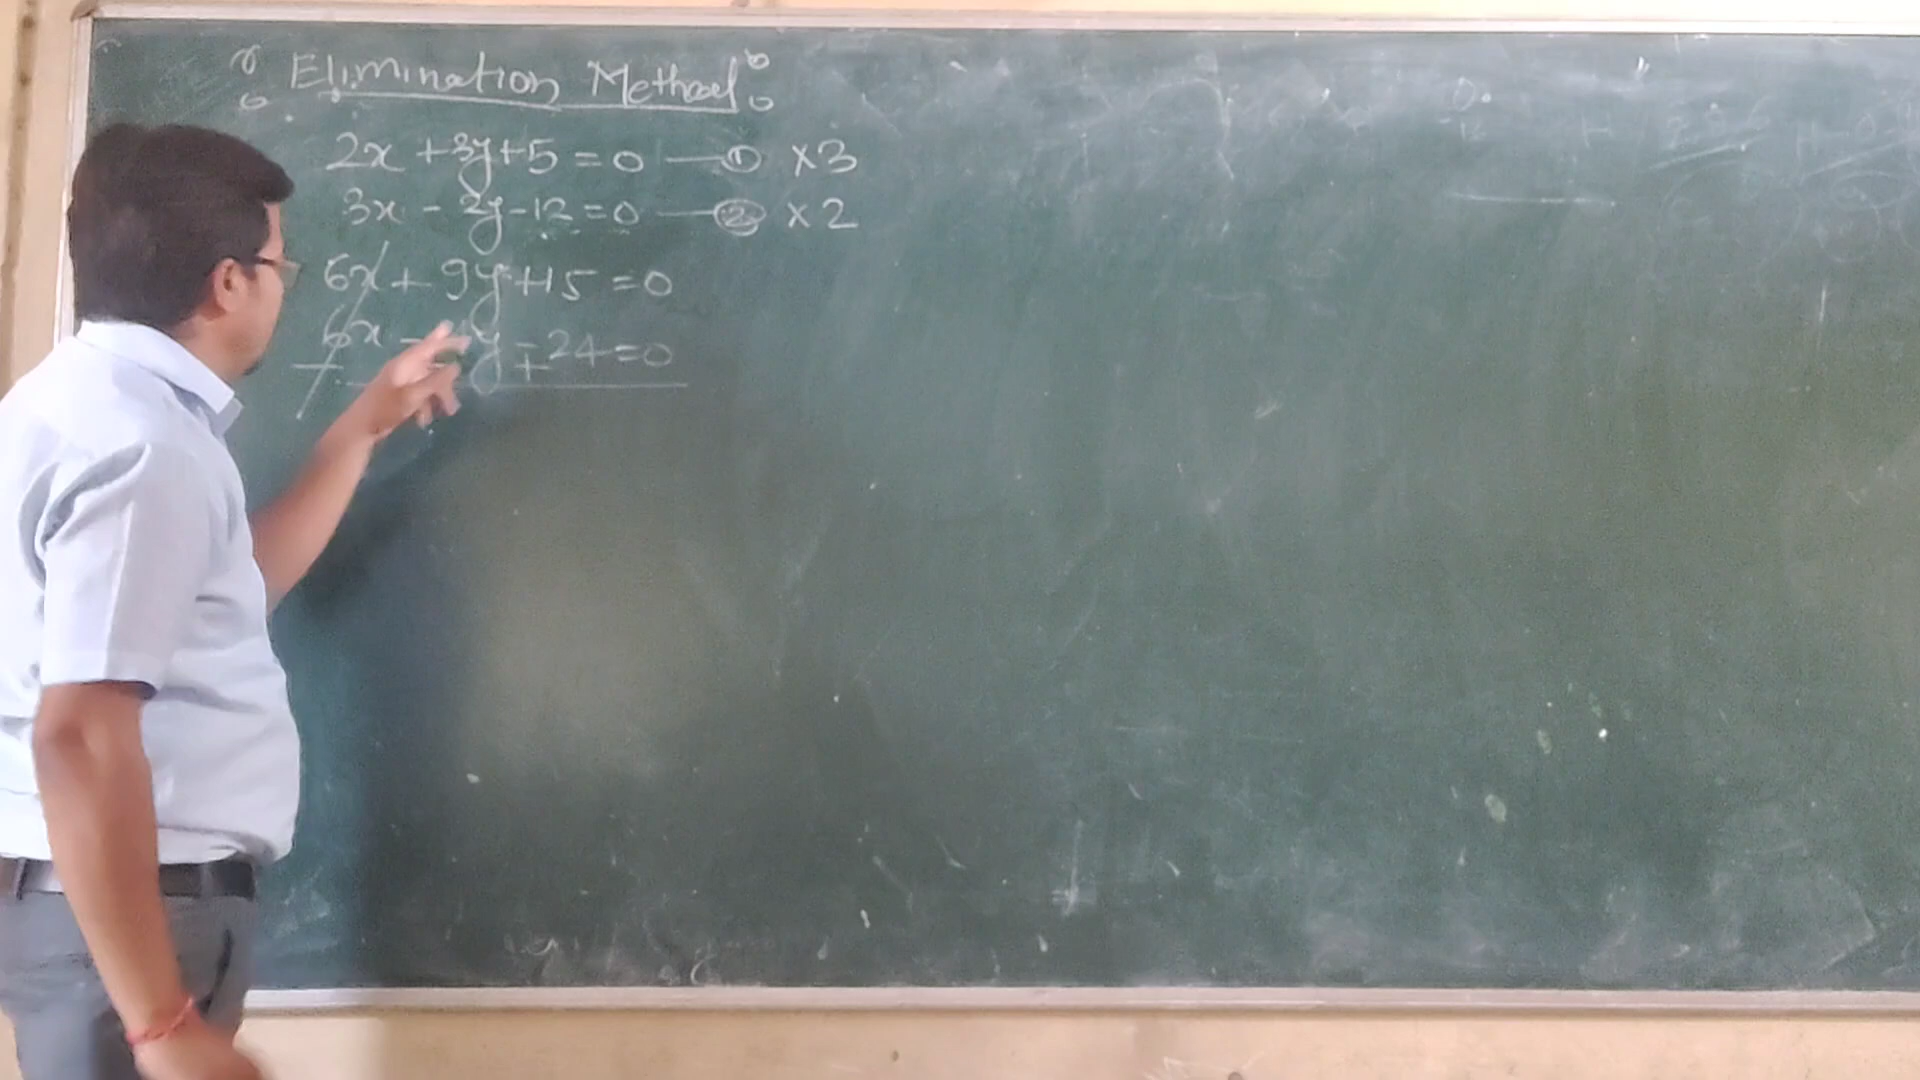 Elimination Method
2x + 3y + 5 = 0 — ① ×3
3x - 2y - 12 = 0 — ② ×2
6x + 9y + 15 = 0
6x - y - 24 = 0
- +